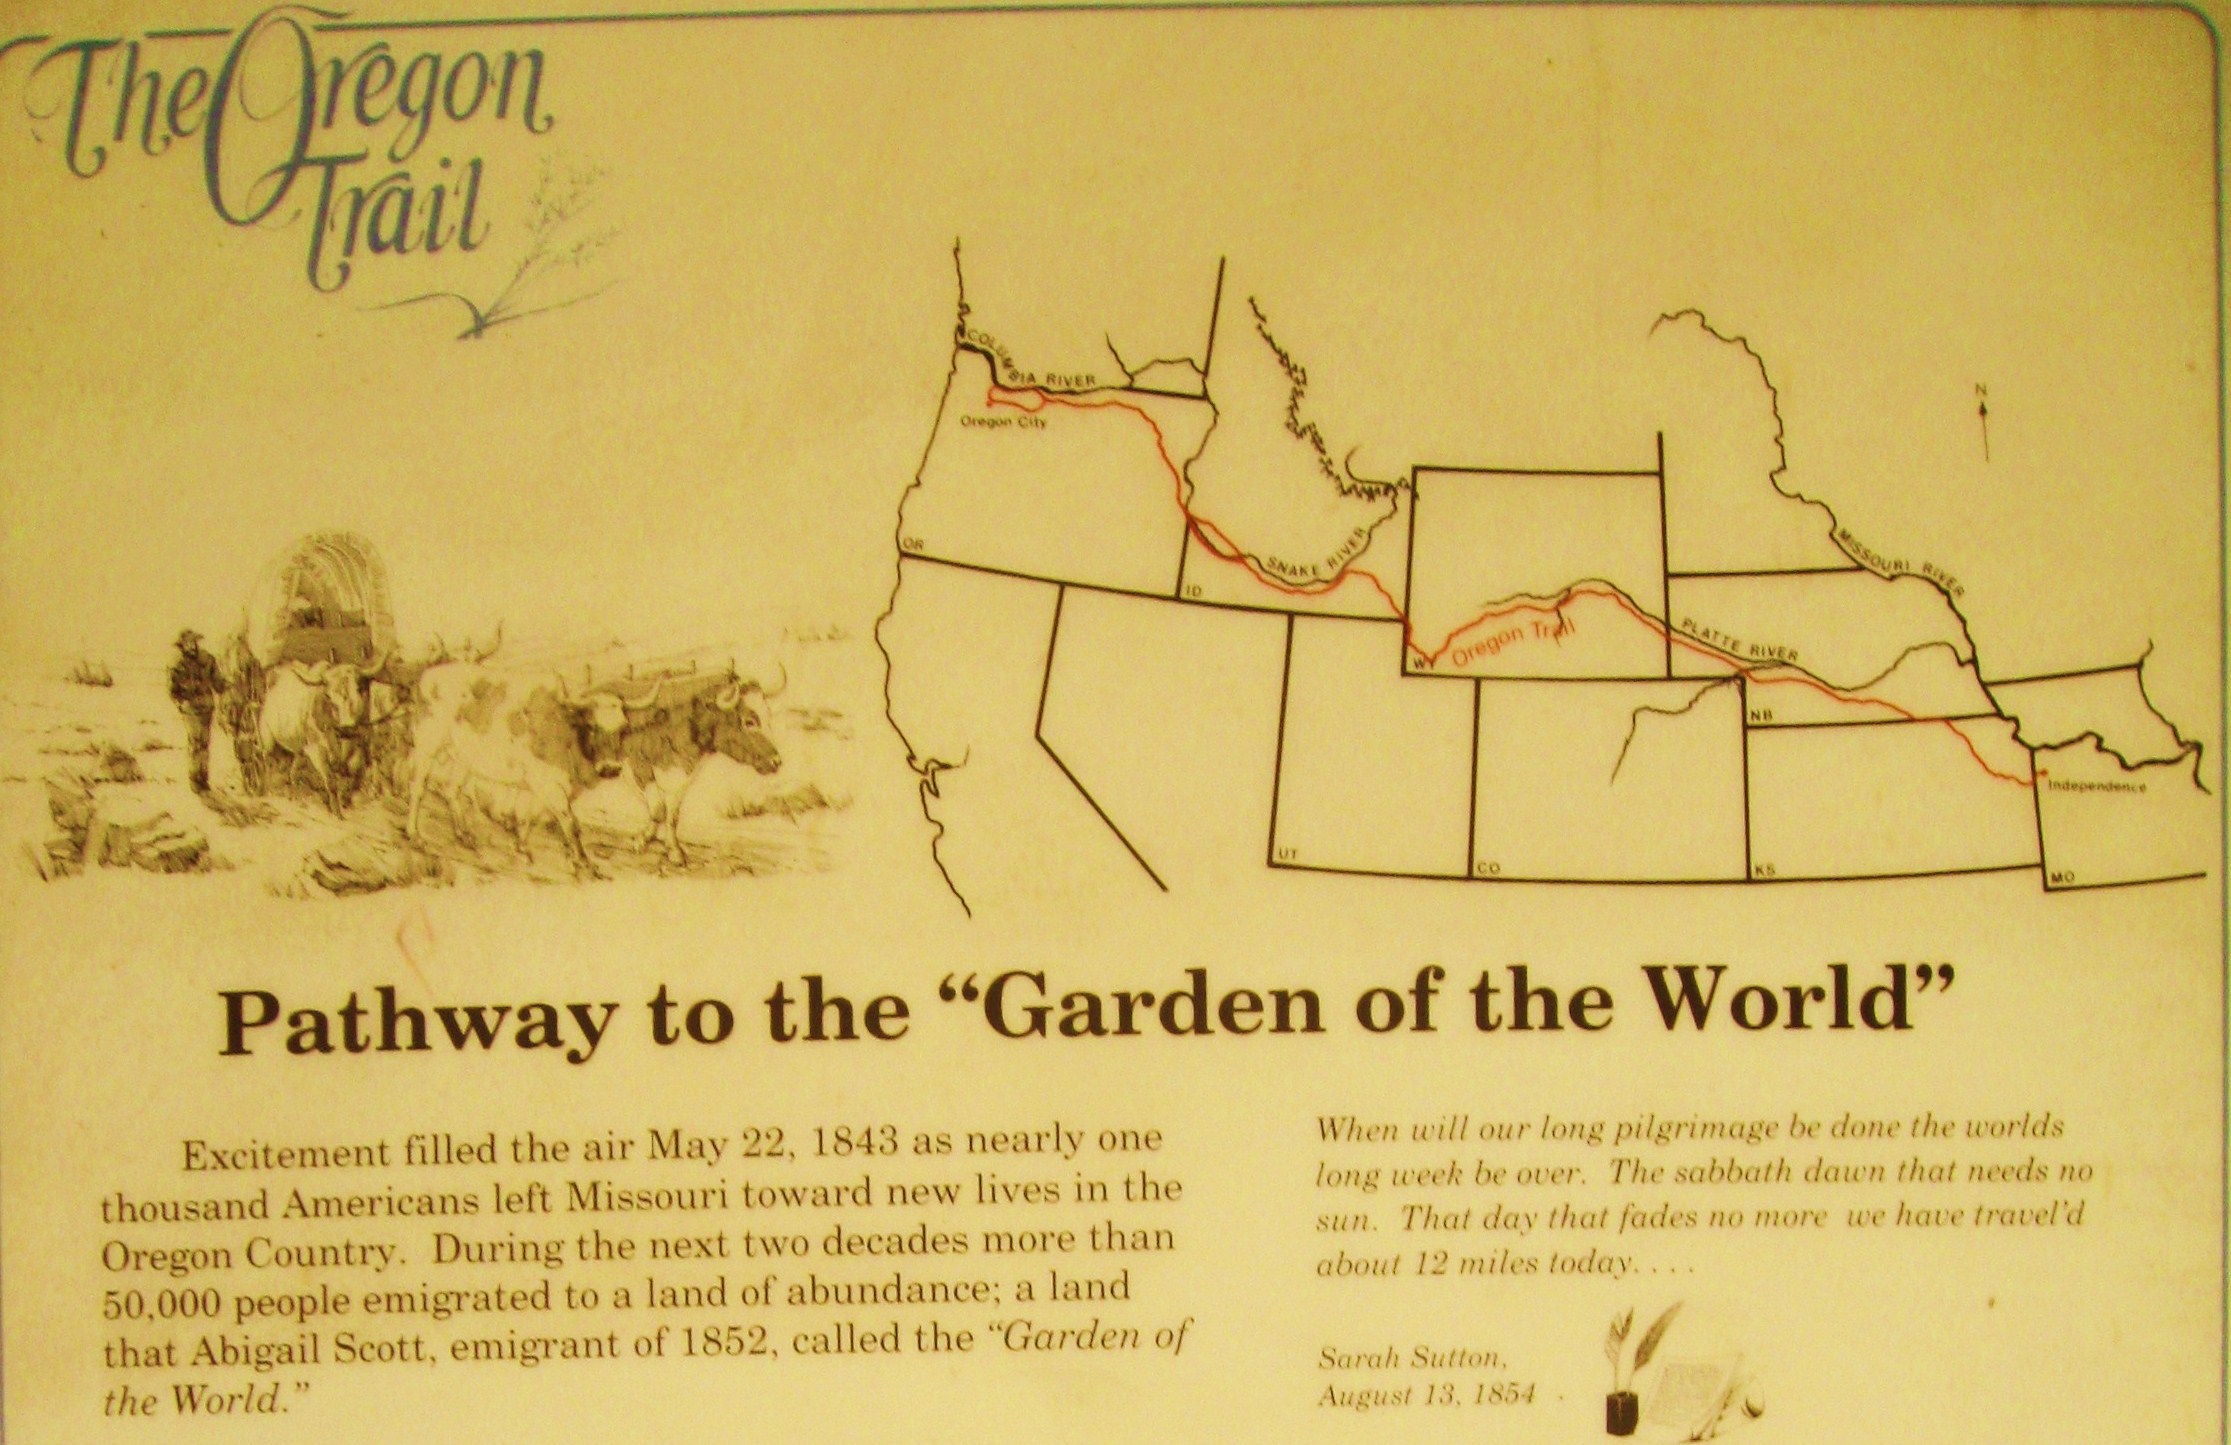 The Oregon
Trail
N
COLUMBIA RIVER
Oregon City
OR
ID
SNAKE RIVER
MISSOURI RIVER
PLATTE RIVER
Oregon Trail
WY
NB
Independence
UT
CO
KS
MO
Pathway to the “Garden of the World”
Excitement filled the air May 22, 1843 as nearly one
thousand Americans left Missouri toward new lives in the
Oregon Country. During the next two decades more than
50,000 people emigrated to a land of abundance; a land
that Abigail Scott, emigrant of 1852, called the “Garden of
the World.”
When will our long pilgrimage be done the worlds
long week be over. The sabbath dawn that needs no
sun. That day that fades no more we have travel’d
about 12 miles today. . . .
Sarah Sutton,
August 13, 1854